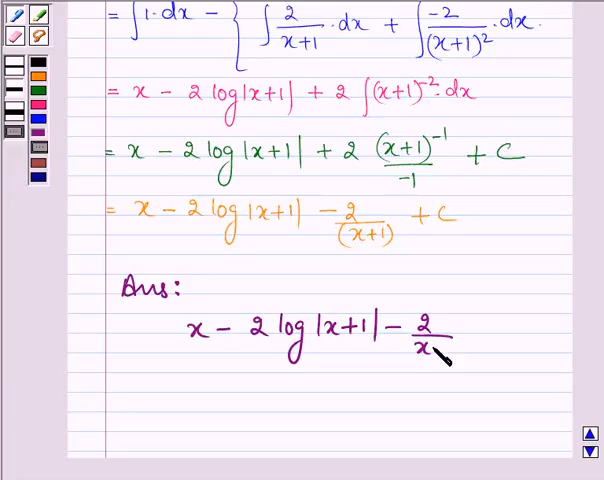 = ∫1·dx - { ∫ 2/(x+1) ·dx + ∫ -2/(x+1)² ·dx.
= x - 2 log|x+1| + 2 ∫(x+1)⁻² ·dx
= x - 2 log|x+1| + 2 (x+1)⁻¹/-1 + C
= x - 2 log|x+1| - 2/(x+1) + C
Ans:
x - 2 log|x+1| - 2/x